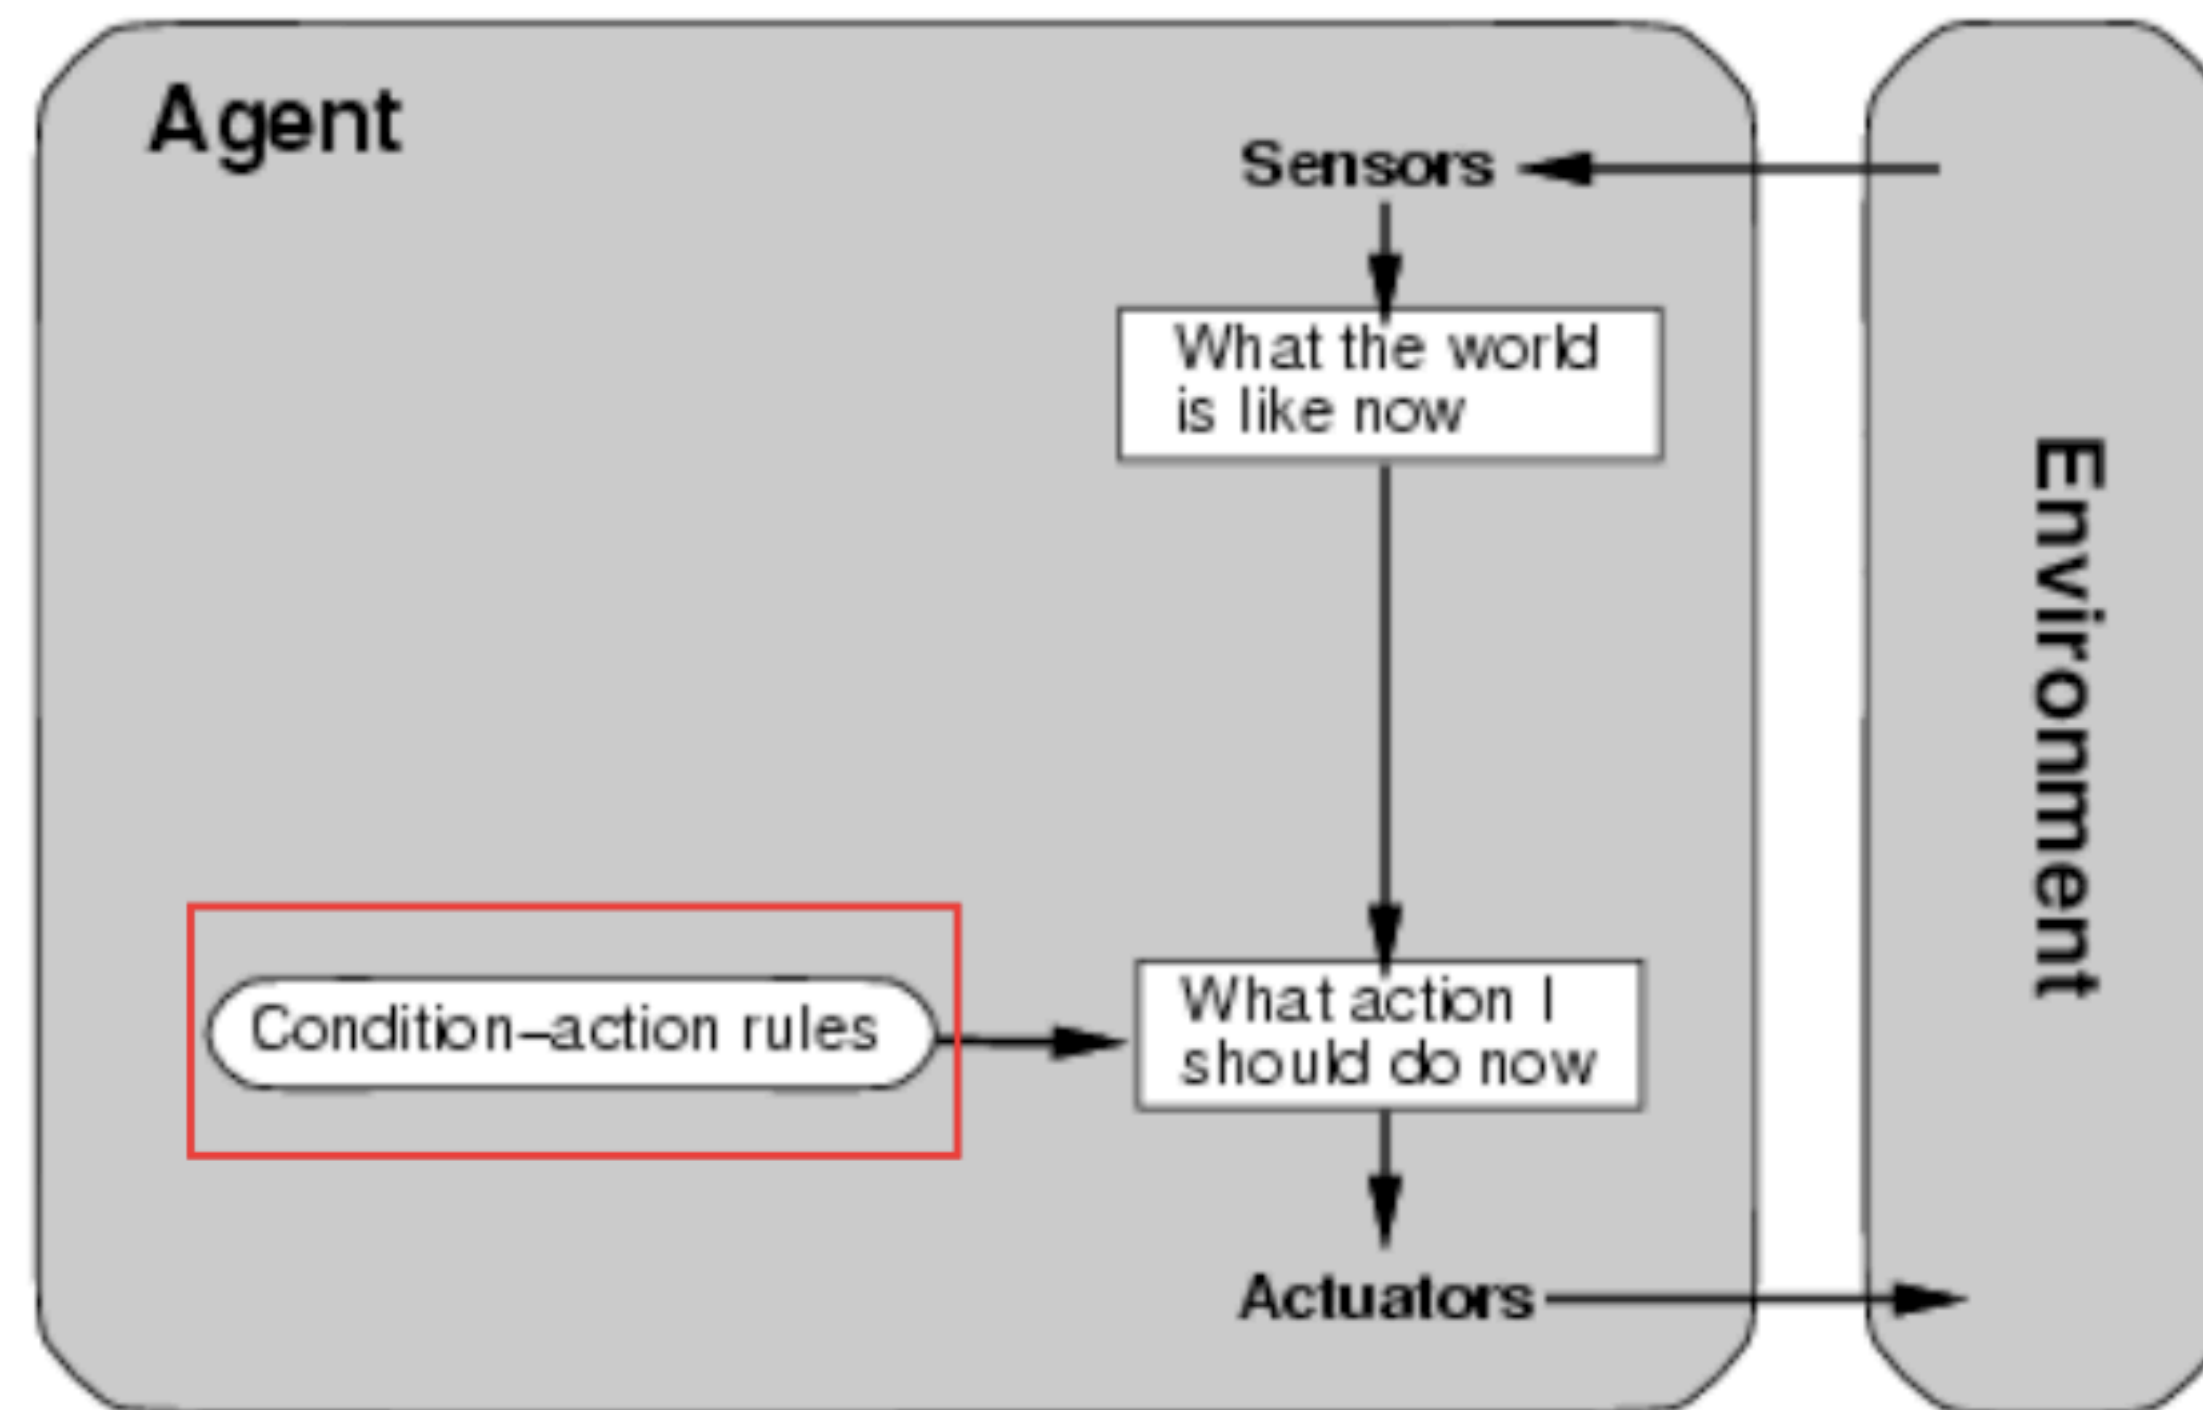 Agent
Sensors
What the world
is like now
Environment
Condition–action rules
What action I
should do now
Actuators